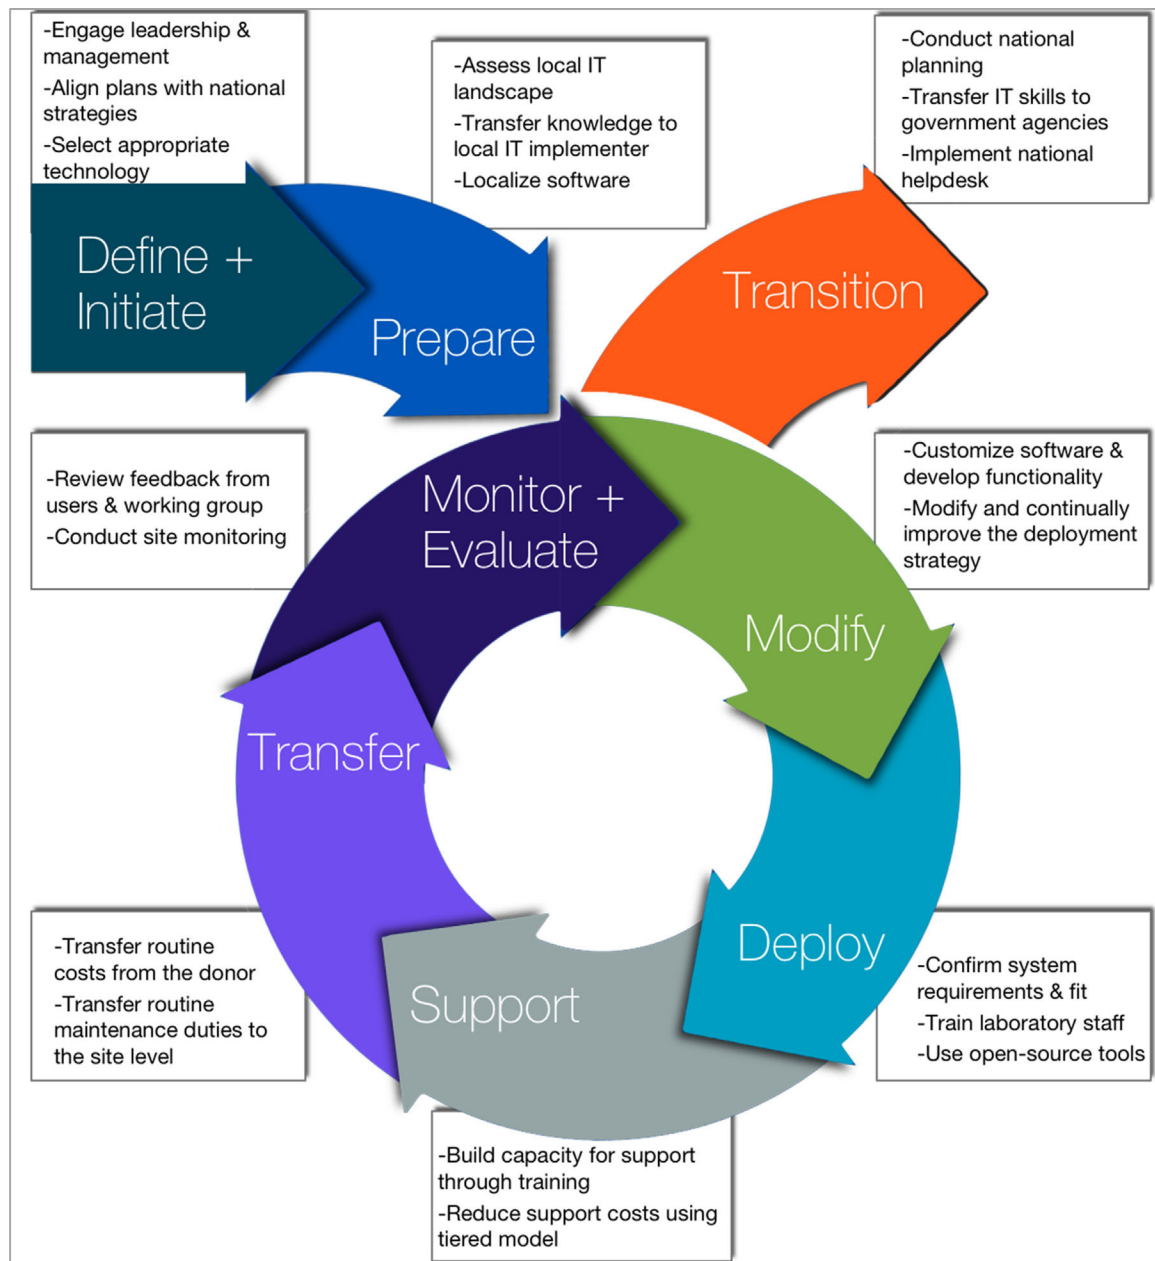 -Engage leadership &
management
-Align plans with national
strategies
-Select appropriate
technology
-Assess local IT
landscape
-Transfer knowledge to
local IT implementer
-Localize software
-Conduct national
planning
-Transfer IT skills to
government agencies
-Implement national
helpdesk
Define +
Initiate
Prepare
Transition
-Review feedback from
users & working group
-Conduct site monitoring
Monitor +
Evaluate
-Customize software &
develop functionality
-Modify and continually
improve the deployment
strategy
Modify
Transfer
Deploy
Support
-Transfer routine
costs from the donor
-Transfer routine
maintenance duties to
the site level
-Confirm system
requirements & fit
-Train laboratory staff
-Use open-source tools
-Build capacity for support
through training
-Reduce support costs using
tiered model